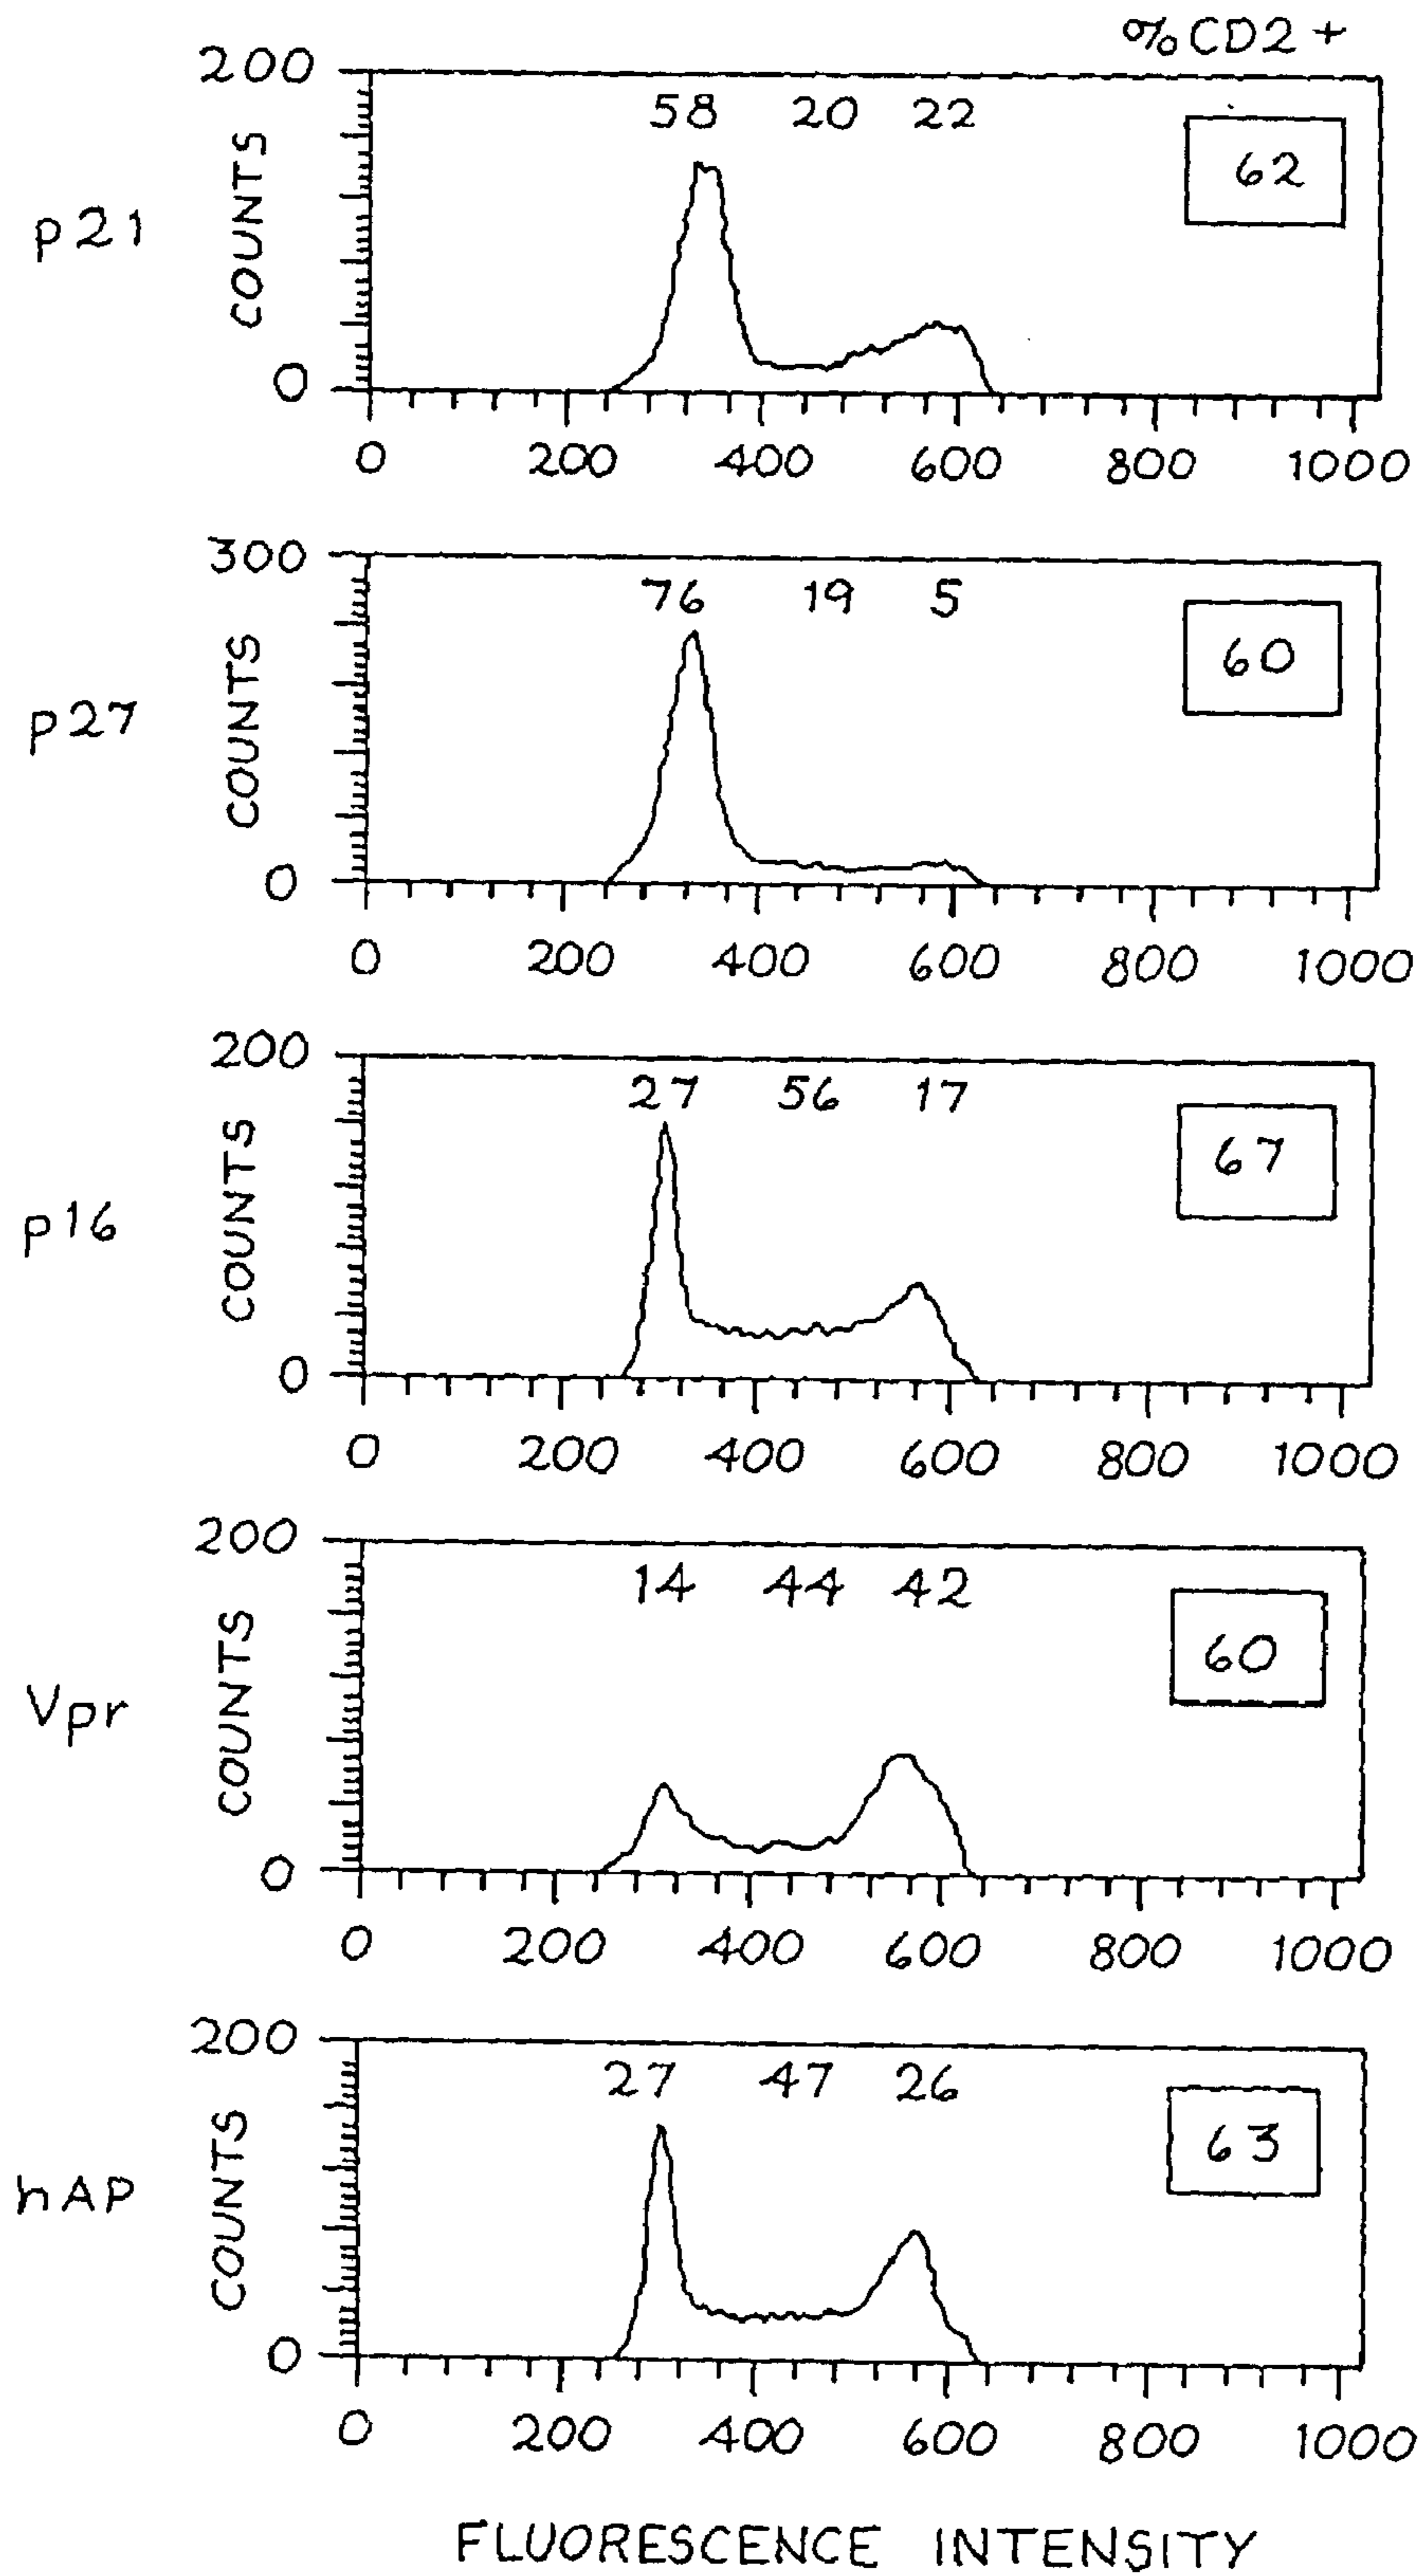 %CD2+
200
58 20 22
62
p21
COUNTS
0
0 200 400 600 800 1000
300
76 19 5
60
p27
COUNTS
0
0 200 400 600 800 1000
200
27 56 17
67
p16
COUNTS
0
0 200 400 600 800 1000
200
14 44 42
60
Vpr
COUNTS
0
0 200 400 600 800 1000
200
27 47 26
63
hAP
COUNTS
0
0 200 400 600 800 1000
FLUORESCENCE INTENSITY